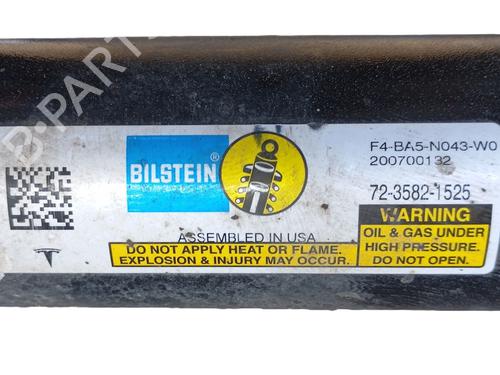 B-PARTS
BILSTEIN®
F4-BA5-N043-W0
200700132
72-3582-1525
ASSEMBLED IN USA
DO NOT APPLY HEAT OR FLAME.
EXPLOSION & INJURY MAY OCCUR.
WARNING
OIL & GAS UNDER
HIGH PRESSURE.
DO NOT OPEN.